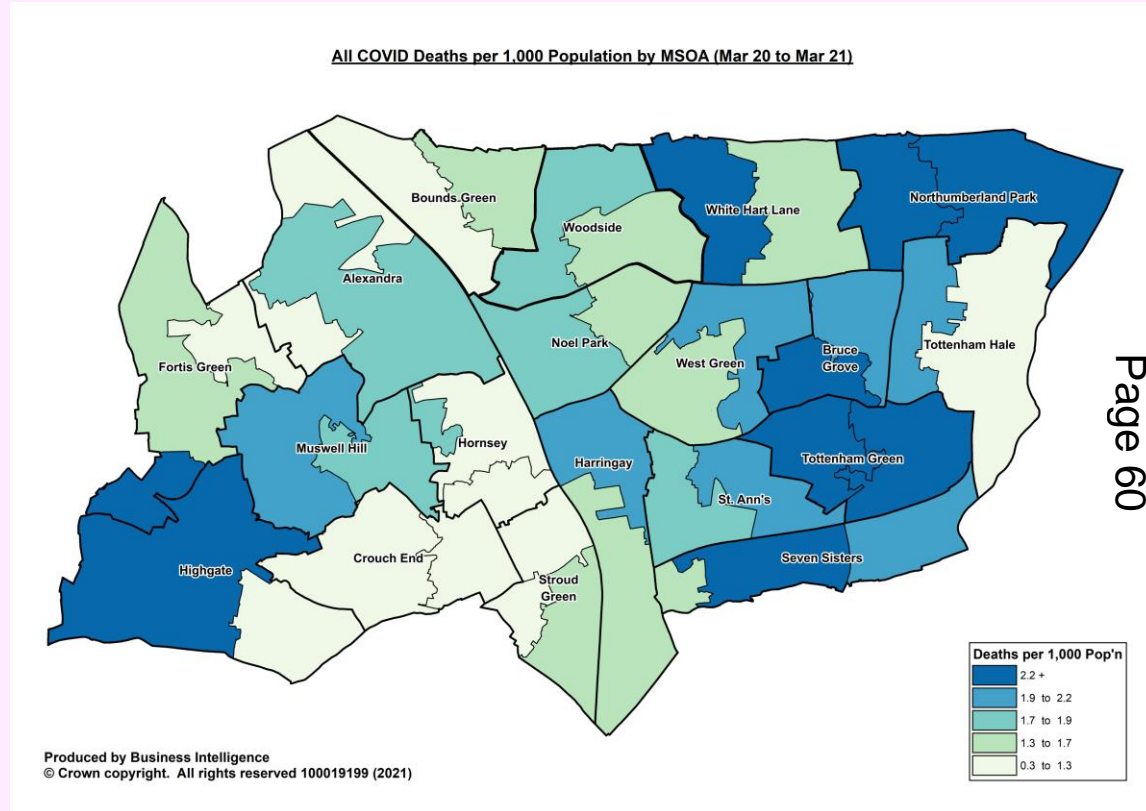 All COVID Deaths per 1,000 Population by MSOA (Mar 20 to Mar 21)
Bounds Green
White Hart Lane
Northumberland Park
Woodside
Alexandra
Noel Park
West Green
Bruce
Grove
Tottenham Hale
Fortis Green
Muswell Hill
Hornsey
Harringay
Tottenham Green
St. Ann's
Highgate
Crouch End
Stroud
Green
Seven Sisters
Page 60
Deaths per 1,000 Pop'n
2.2 +
1.9 to 2.2
1.7 to 1.9
1.3 to 1.7
0.3 to 1.3
Produced by Business Intelligence
© Crown copyright. All rights reserved 100019199 (2021)